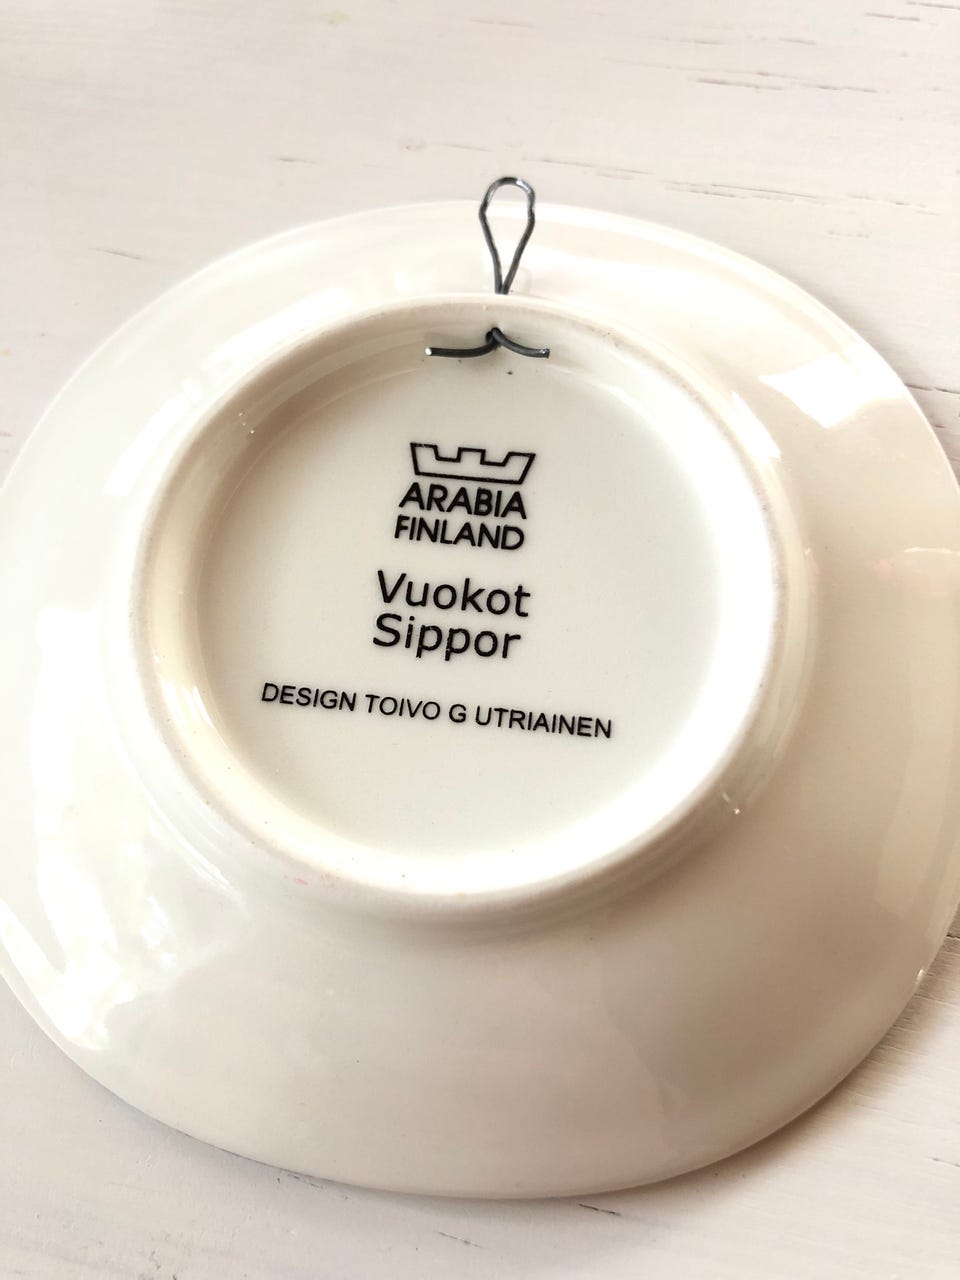 ARABIA
FINLAND
Vuokot
Sippor
DESIGN TOIVO G UTRIAINEN